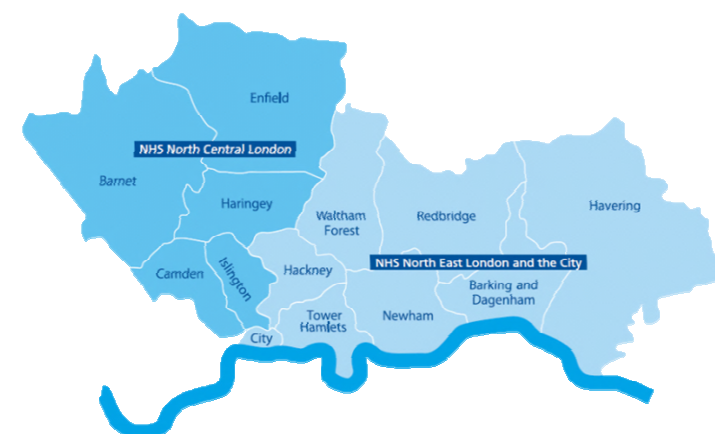 Enfield
NHS North Central London
Barnet
Haringey
Waltham
Forest
Redbridge
Havering
Camden
Islington
Hackney
NHS North East London and the City
Barking and
Dagenham
Tower
Hamlets
Newham
City